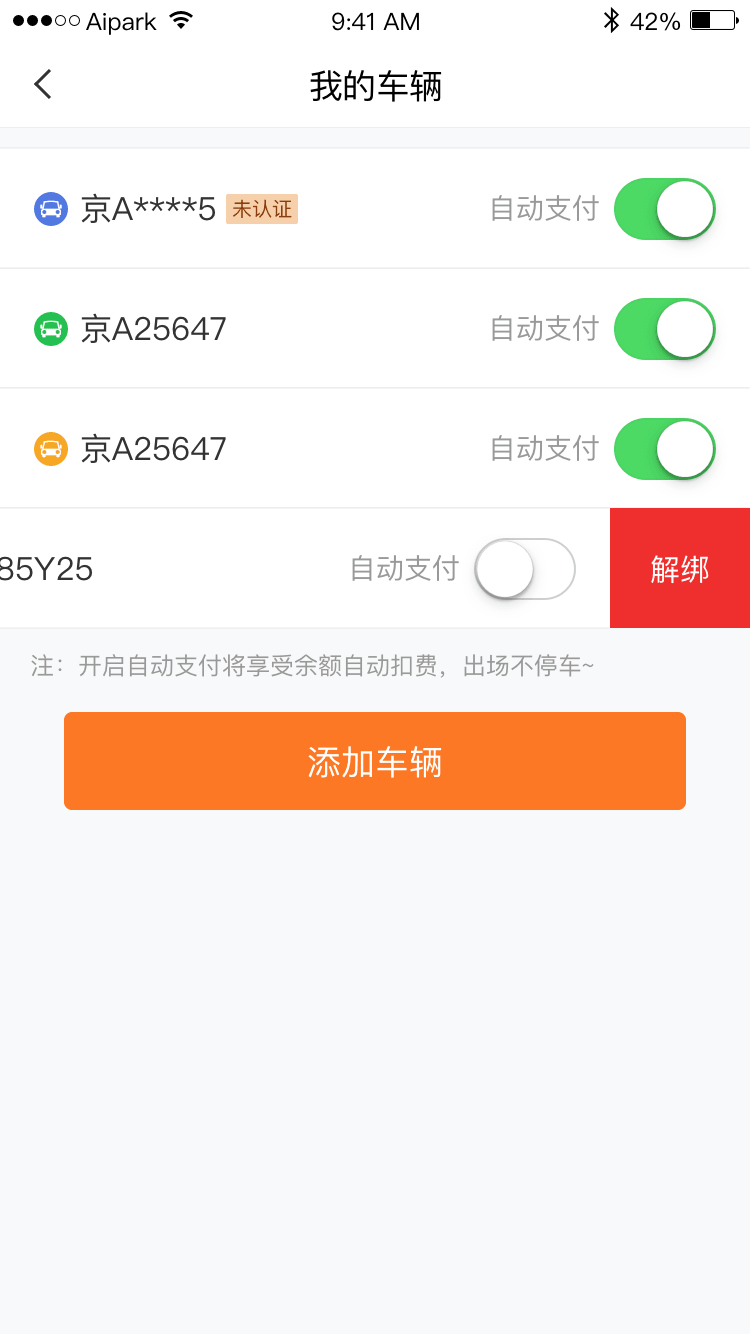 Aipark 9:41 AM 42%
我的车辆
京A****5 未认证 自动支付
京A25647 自动支付
京A25647 自动支付
85Y25 自动支付 解绑
注：开启自动支付将享受余额自动扣费，出场不停车~
添加车辆